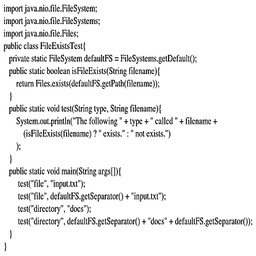 import java.nio.file.FileSystem;
import java.nio.file.FileSystems;
import java.nio.file.Files;
public class FileExistsTest{
   private static FileSystem defaultFS = FileSystems.getDefault();
   public static boolean isFileExists(String filename){
      return Files.exists(defaultFS.getPath(filename));
   }
   public static void test(String type, String filename){
      System.out.println("The following " + type + " called " + filename +
         (isFileExists(filename) ? " exists." : " not exists.")
      );
   }
   public static void main(String args[]){
      test("file", "input.txt");
      test("file", defaultFS.getSeparator() + "input.txt");
      test("directory", "docs");
      test("directory", defaultFS.getSeparator() + "docs" + defaultFS.getSeparator());
   }
}